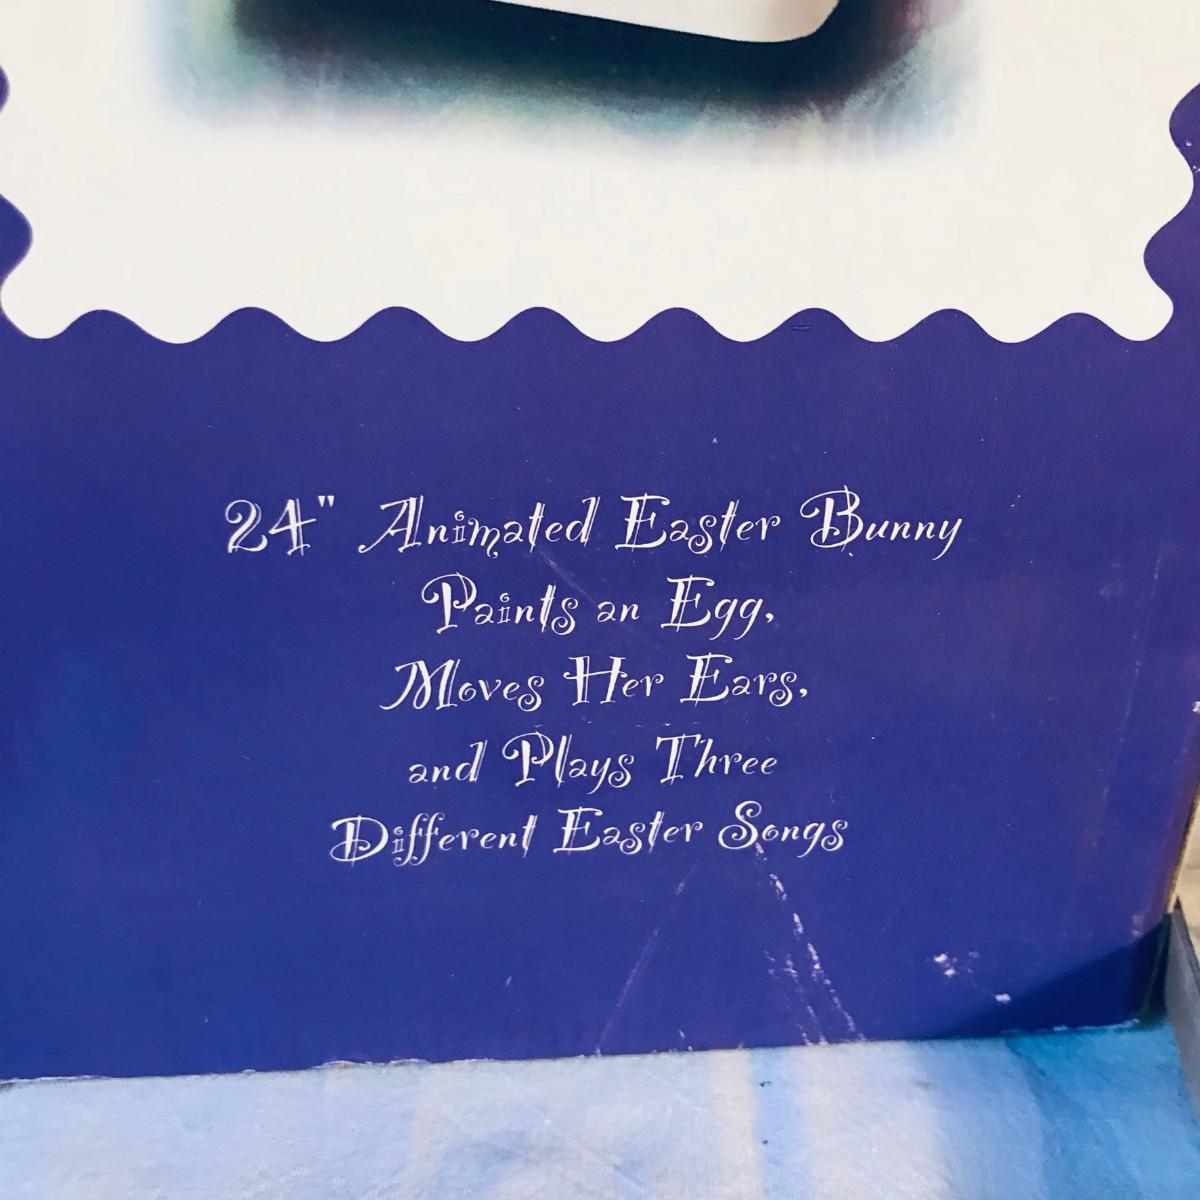 24" Animated Easter Bunny
Paints an Egg,
Moves Her Ears,
and Plays Three
Different Easter Songs